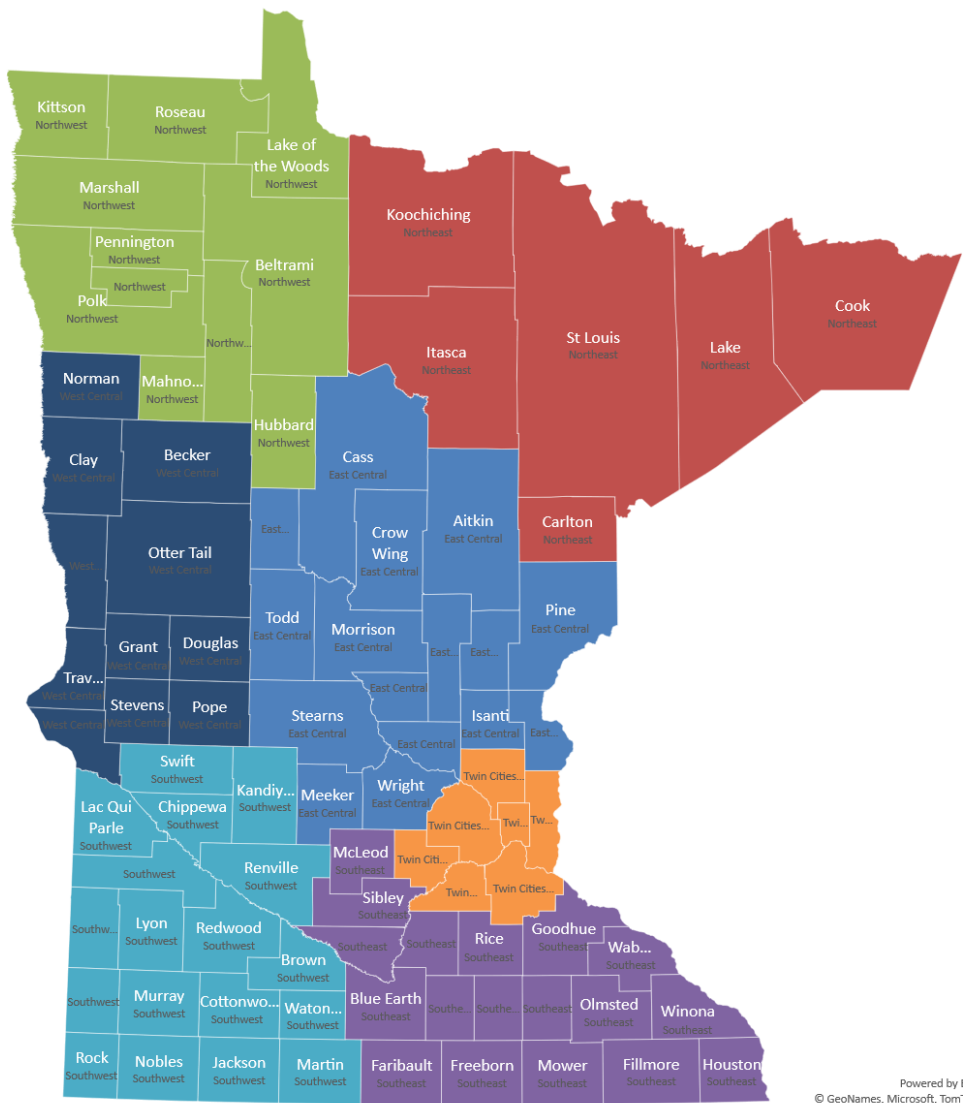 Kittson
Northwest
Roseau
Northwest
Lake of
the Woods
Northwest
Marshall
Northwest
Koochiching
Northeast
Pennington
Northwest
Beltrami
Northwest
Northwest
Polk
Northwest
Cook
Northeast
St Louis
Northeast
Northw...
Lake
Northeast
Itasca
Northeast
Norman
West Central
Mahno...
Northwest
Hubbard
Northwest
Clay
West Central
Becker
West Central
Cass
East Central
Aitkin
East Central
Carlton
Northeast
East...
Crow
Wing
East Central
Otter Tail
West Central
West...
Todd
East Central
Morrison
East Central
Pine
East Central
East...
East...
Grant
West Central
Douglas
West Central
Trav...
West Central
East Central
Stevens
West Central
Pope
West Central
West Central
Stearns
East Central
Isanti
East Central
East Central
East...
Swift
Southwest
Kandiy...
Southwest
Meeker
East Central
Wright
East Central
Twin Cities...
Lac Qui
Parle
Southwest
Chippewa
Southwest
Twin Cities...
Twi...
Tw...
McLeod
Southeast
Twin Citi...
Renville
Southwest
Southwest
Sibley
Southeast
Twin...
Twin Cities...
Southw...
Lyon
Southwest
Redwood
Southwest
Southeast
Southeast
Rice
Southeast
Goodhue
Southeast
Wab...
Southeast
Brown
Southwest
Southwest
Murray
Southwest
Cottonwo...
Southwest
Waton...
Southwest
Blue Earth
Southeast
Southe...
Southe...
Southeast
Olmsted
Southeast
Winona
Southeast
Rock
Southwest
Nobles
Southwest
Jackson
Southwest
Martin
Southwest
Faribault
Southeast
Freeborn
Southeast
Mower
Southeast
Fillmore
Southeast
Houston
Southeast
Powered by
© GeoNames, Microsoft, Tom